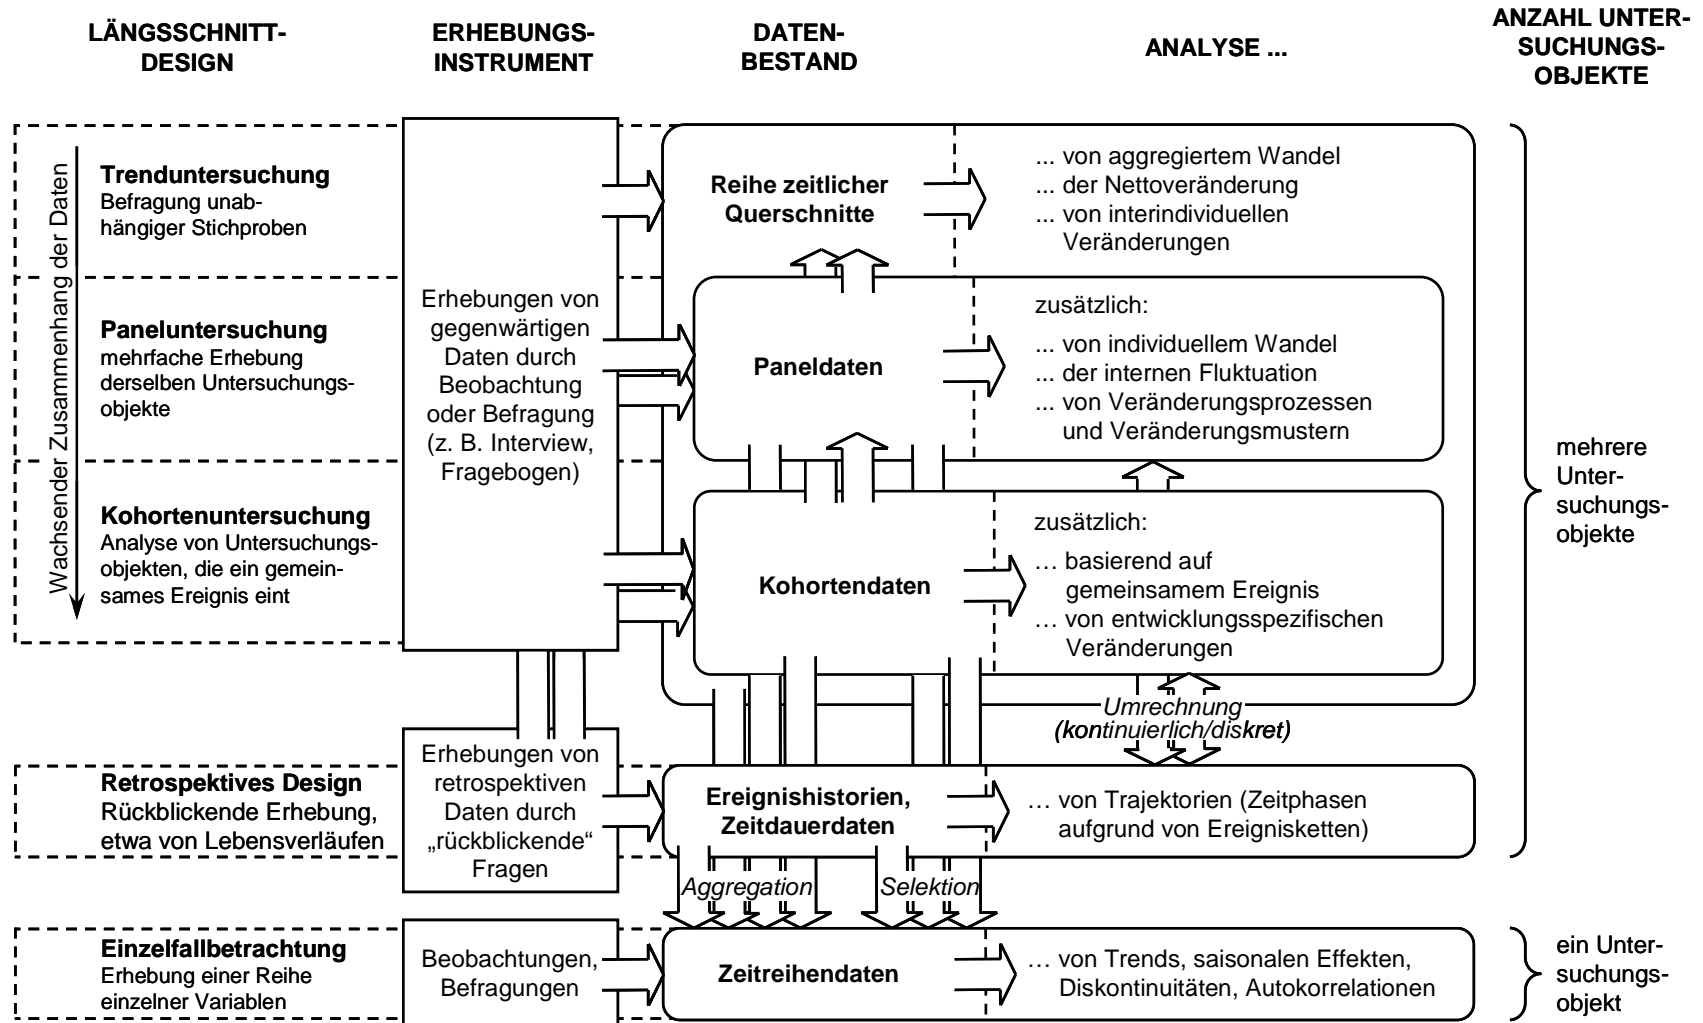 LÄNGSSCHNITT-
DESIGN
ERHEBUNGS-
INSTRUMENT
DATEN-
BESTAND
ANALYSE ...
ANZAHL UNTER-
SUCHUNGS-
OBJEKTE
Wachsender Zusammenhang der Daten
Trenduntersuchung
Befragung unab-
hängiger Stichproben
Paneluntersuchung
mehrfache Erhebung
derselben Untersuchungs-
objekte
Kohortenuntersuchung
Analyse von Untersuchungs-
objekten, die ein gemein-
sames Ereignis eint
Erhebungen von
gegenwärtigen
Daten durch
Beobachtung
oder Befragung
(z. B. Interview,
Fragebogen)
Reihe zeitlicher
Querschnitte
... von aggregiertem Wandel
... der Nettoveränderung
... von interindividuellen
Veränderungen
Paneldaten
zusätzlich:
... von individuellem Wandel
... der internen Fluktuation
... von Veränderungsprozessen
und Veränderungsmustern
Kohortendaten
zusätzlich:
... basierend auf
gemeinsamem Ereignis
... von entwicklungsspezifischen
Veränderungen
mehrere
Unter-
suchungs-
objekte
Umrechnung
(kontinuierlich/diskret)
Retrospektives Design
Rückblickende Erhebung,
etwa von Lebensverläufen
Erhebungen von
retrospektiven
Daten durch
„rückblickende“
Fragen
Ereignishistorien,
Zeitdauerdaten
... von Trajektorien (Zeitphasen
aufgrund von Ereignisketten)
Aggregation
Selektion
Einzelfallbetrachtung
Erhebung einer Reihe
einzelner Variablen
Beobachtungen,
Befragungen
Zeitreihendaten
... von Trends, saisonalen Effekten,
Diskontinuitäten, Autokorrelationen
ein Unter-
suchungs-
objekt